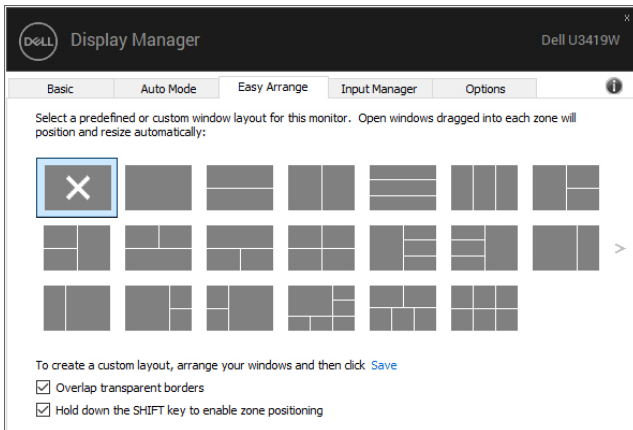 x
DELL Display Manager
Dell U3419W
Basic Auto Mode Easy Arrange Input Manager Options i
Select a predefined or custom window layout for this monitor. Open windows dragged into each zone will
position and resize automatically:
>
To create a custom layout, arrange your windows and then click Save
Overlap transparent borders
Hold down the SHIFT key to enable zone positioning